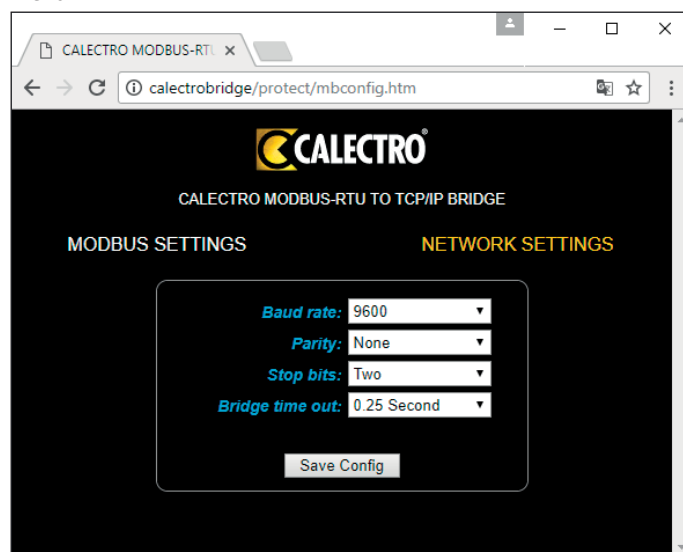 CALECTRO MODBUS-RTU
calectrobridge/protect/mbconfig.htm
CALECTRO®
CALECTRO MODBUS-RTU TO TCP/IP BRIDGE
MODBUS SETTINGS NETWORK SETTINGS
Baud rate: 9600
Parity: None
Stop bits: Two
Bridge time out: 0.25 Second
Save Config